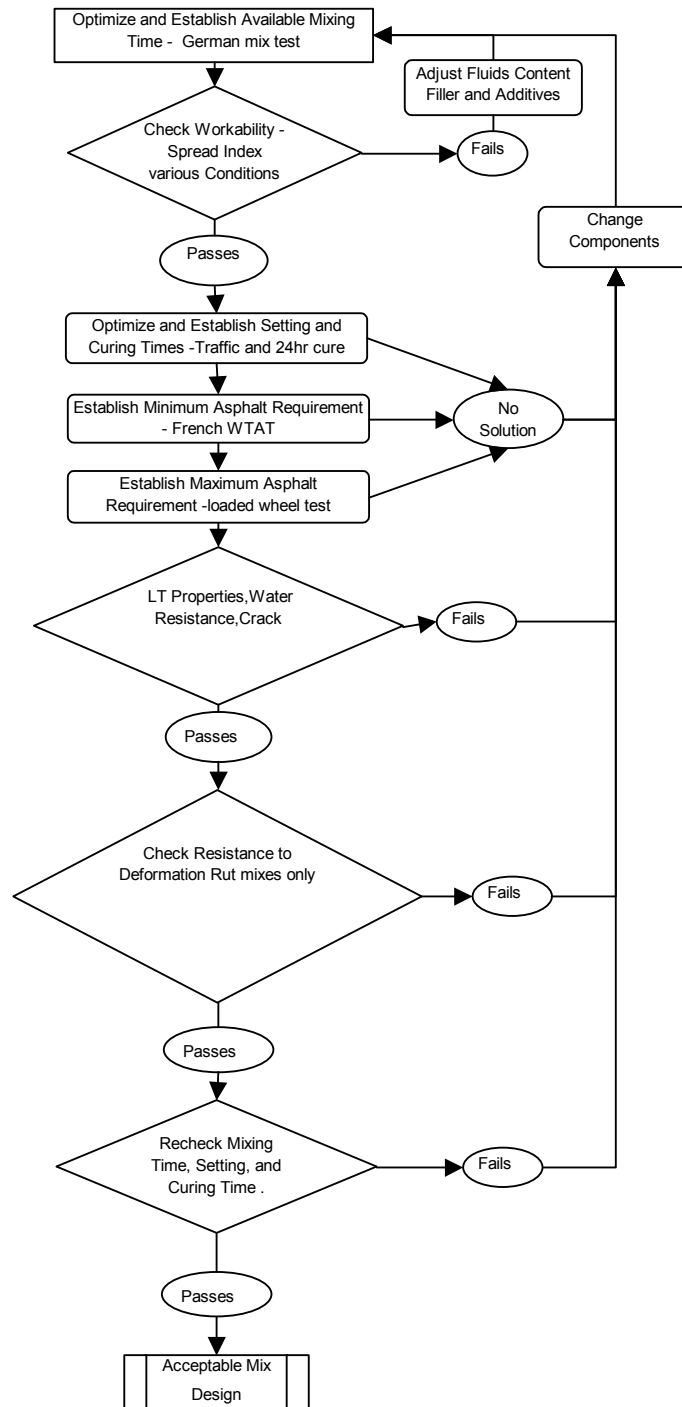 Optimize and Establish Available Mixing
Time -  German mix test
Adjust Fluids Content
Filler and Additives
Check Workability -
Spread Index
various Conditions
Fails
Change
Components
Passes
Optimize and Establish Setting and
Curing Times -Traffic and 24hr cure
Establish Minimum Asphalt Requirement
- French WTAT
No
Solution
Establish Maximum Asphalt
Requirement -loaded wheel test
LT Properties,Water
Resistance,Crack
Fails
Passes
Check Resistance to
Deformation Rut mixes only
Fails
Passes
Recheck Mixing
Time, Setting, and
Curing Time .
Fails
Passes
Acceptable Mix
Design